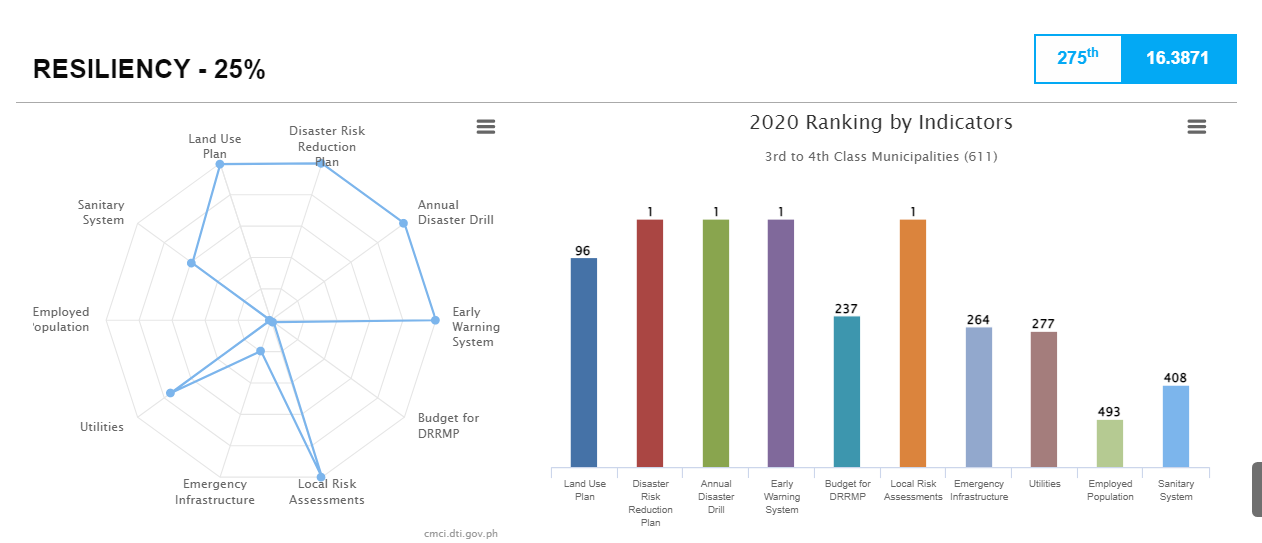 RESILIENCY - 25%
275th
16.3871
Land Use
Plan
Disaster Risk
Reduction
Plan
Annual
Disaster Drill
Early
Warning
System
Budget for
DRRMP
Local Risk
Assessments
Emergency
Infrastructure
Utilities
Employed
opulation
Sanitary
System
cmci.dti.gov.ph
2020 Ranking by Indicators
3rd to 4th Class Municipalities (611)
96
1
1
1
237
1
264
277
493
408
Land Use
Plan
Disaster
Risk
Reduction
Plan
Annual
Disaster
Drill
Early
Warning
System
Budget for
DRRMP
Local Risk
Assessments
Emergency
Infrastructure
Utilities
Employed
Population
Sanitary
System